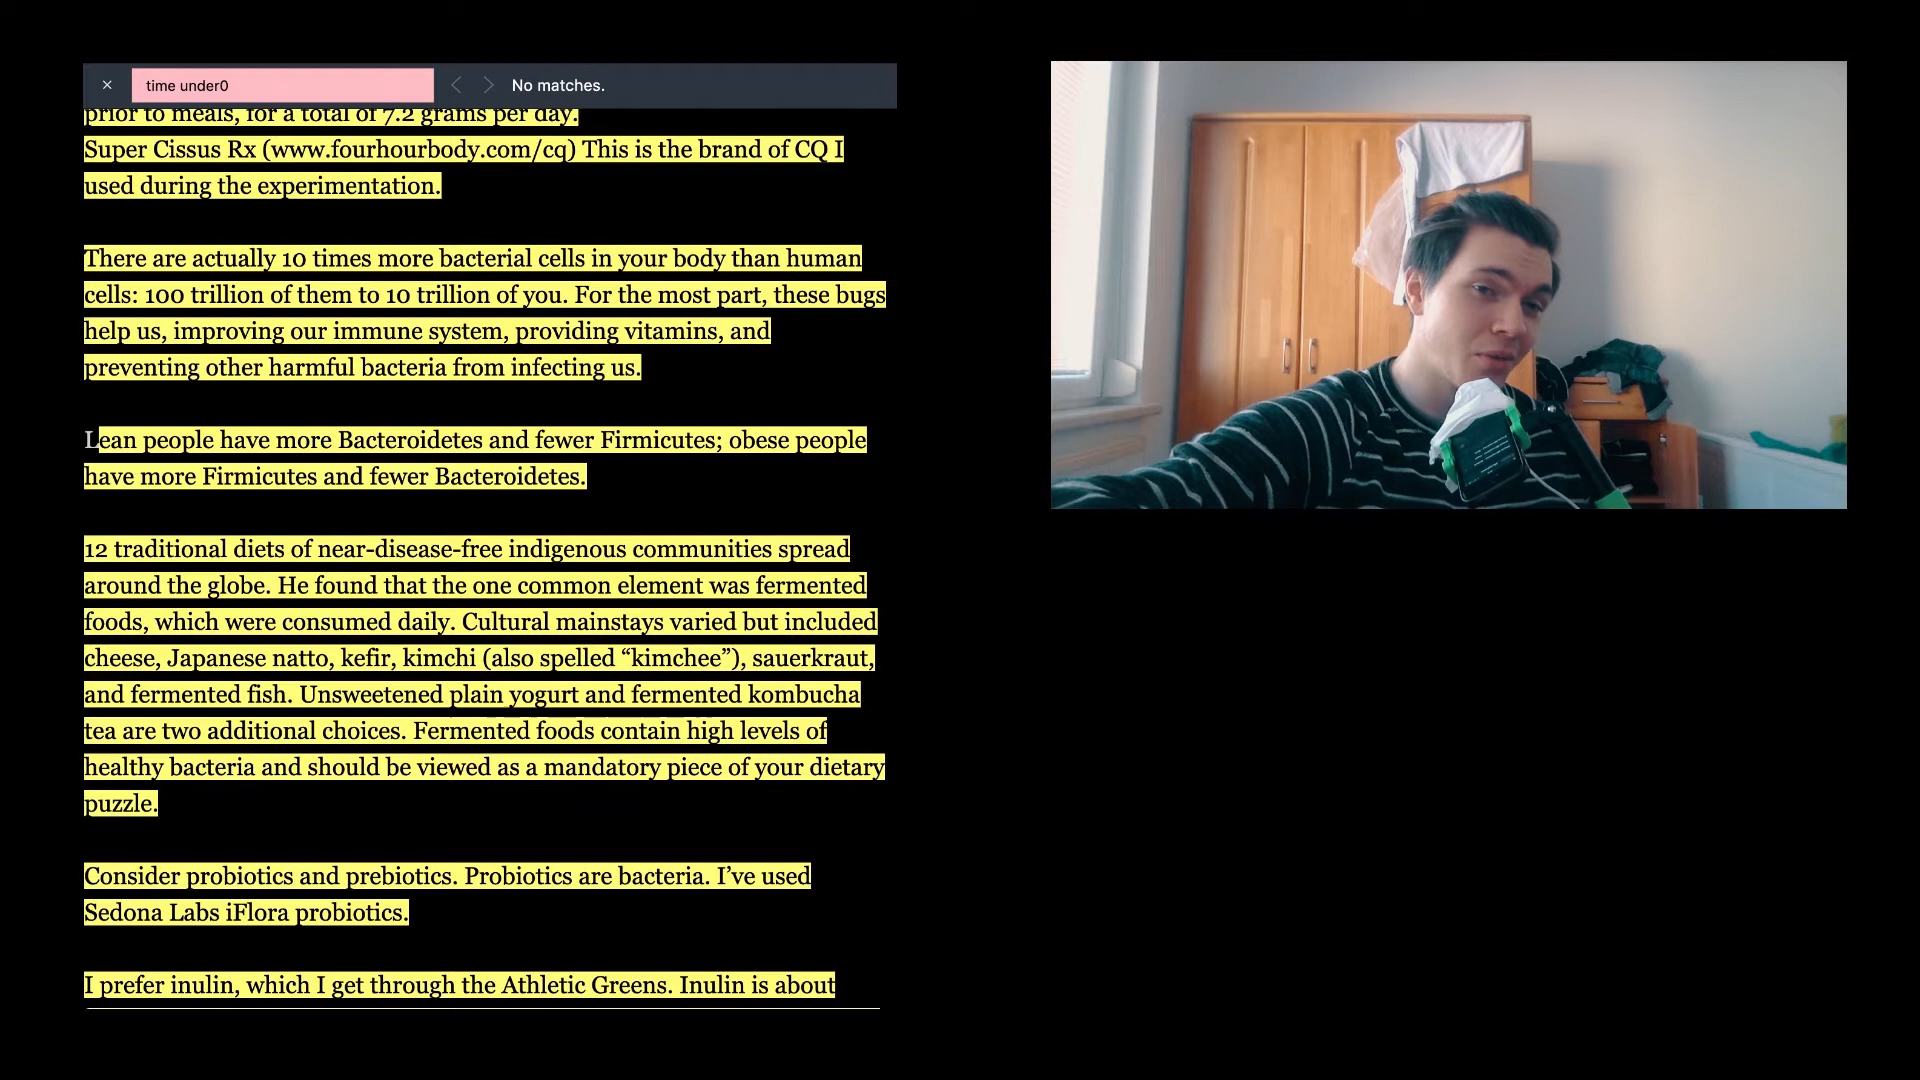 × time under0 No matches.
prior to meals, for a total of 7.2 grams per day.
Super Cissus Rx (www.fourhourbody.com/cq) This is the brand of CQ I
used during the experimentation.
There are actually 10 times more bacterial cells in your body than human
cells: 100 trillion of them to 10 trillion of you. For the most part, these bugs
help us, improving our immune system, providing vitamins, and
preventing other harmful bacteria from infecting us.
Lean people have more Bacteroidetes and fewer Firmicutes; obese people
have more Firmicutes and fewer Bacteroidetes.
12 traditional diets of near-disease-free indigenous communities spread
around the globe. He found that the one common element was fermented
foods, which were consumed daily. Cultural mainstays varied but included
cheese, Japanese natto, kefir, kimchi (also spelled “kimchee”), sauerkraut,
and fermented fish. Unsweetened plain yogurt and fermented kombucha
tea are two additional choices. Fermented foods contain high levels of
healthy bacteria and should be viewed as a mandatory piece of your dietary
puzzle.
Consider probiotics and prebiotics. Probiotics are bacteria. I’ve used
Sedona Labs iFlora probiotics.
I prefer inulin, which I get through the Athletic Greens. Inulin is about